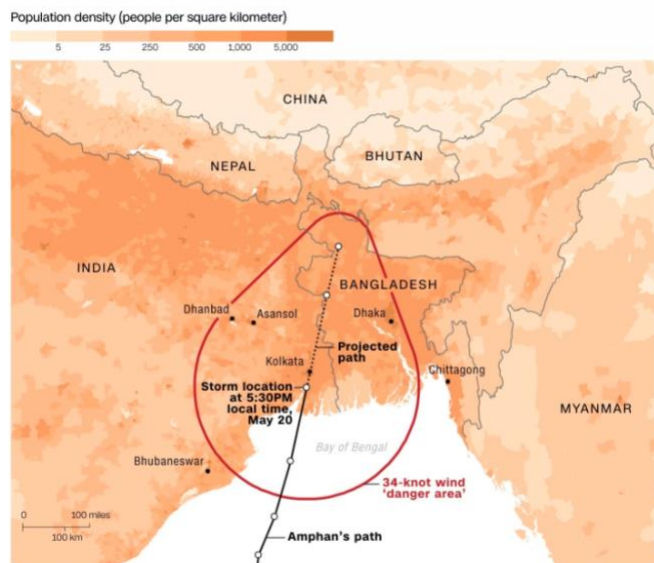 Population density (people per square kilometer)
5 25 250 500 1,000 5,000
CHINA
NEPAL
BHUTAN
INDIA
BANGLADESH
Dhanbad
Asansol
Dhaka
Projected
path
Kolkata
Chittagong
Storm location
at 5:30PM
local time,
May 20
MYANMAR
Bay of Bengal
Bhubaneswar
34-knot wind
'danger area'
0 100 miles
100 km
Amphan's path